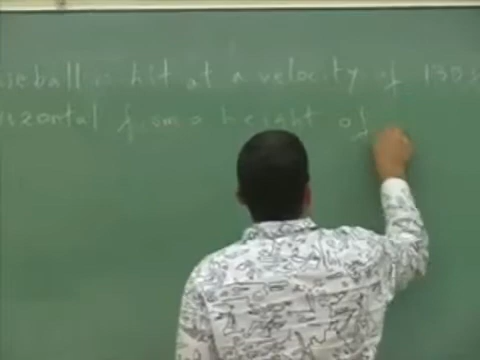 seball is hit at a velocity of 130
izontal from a height of